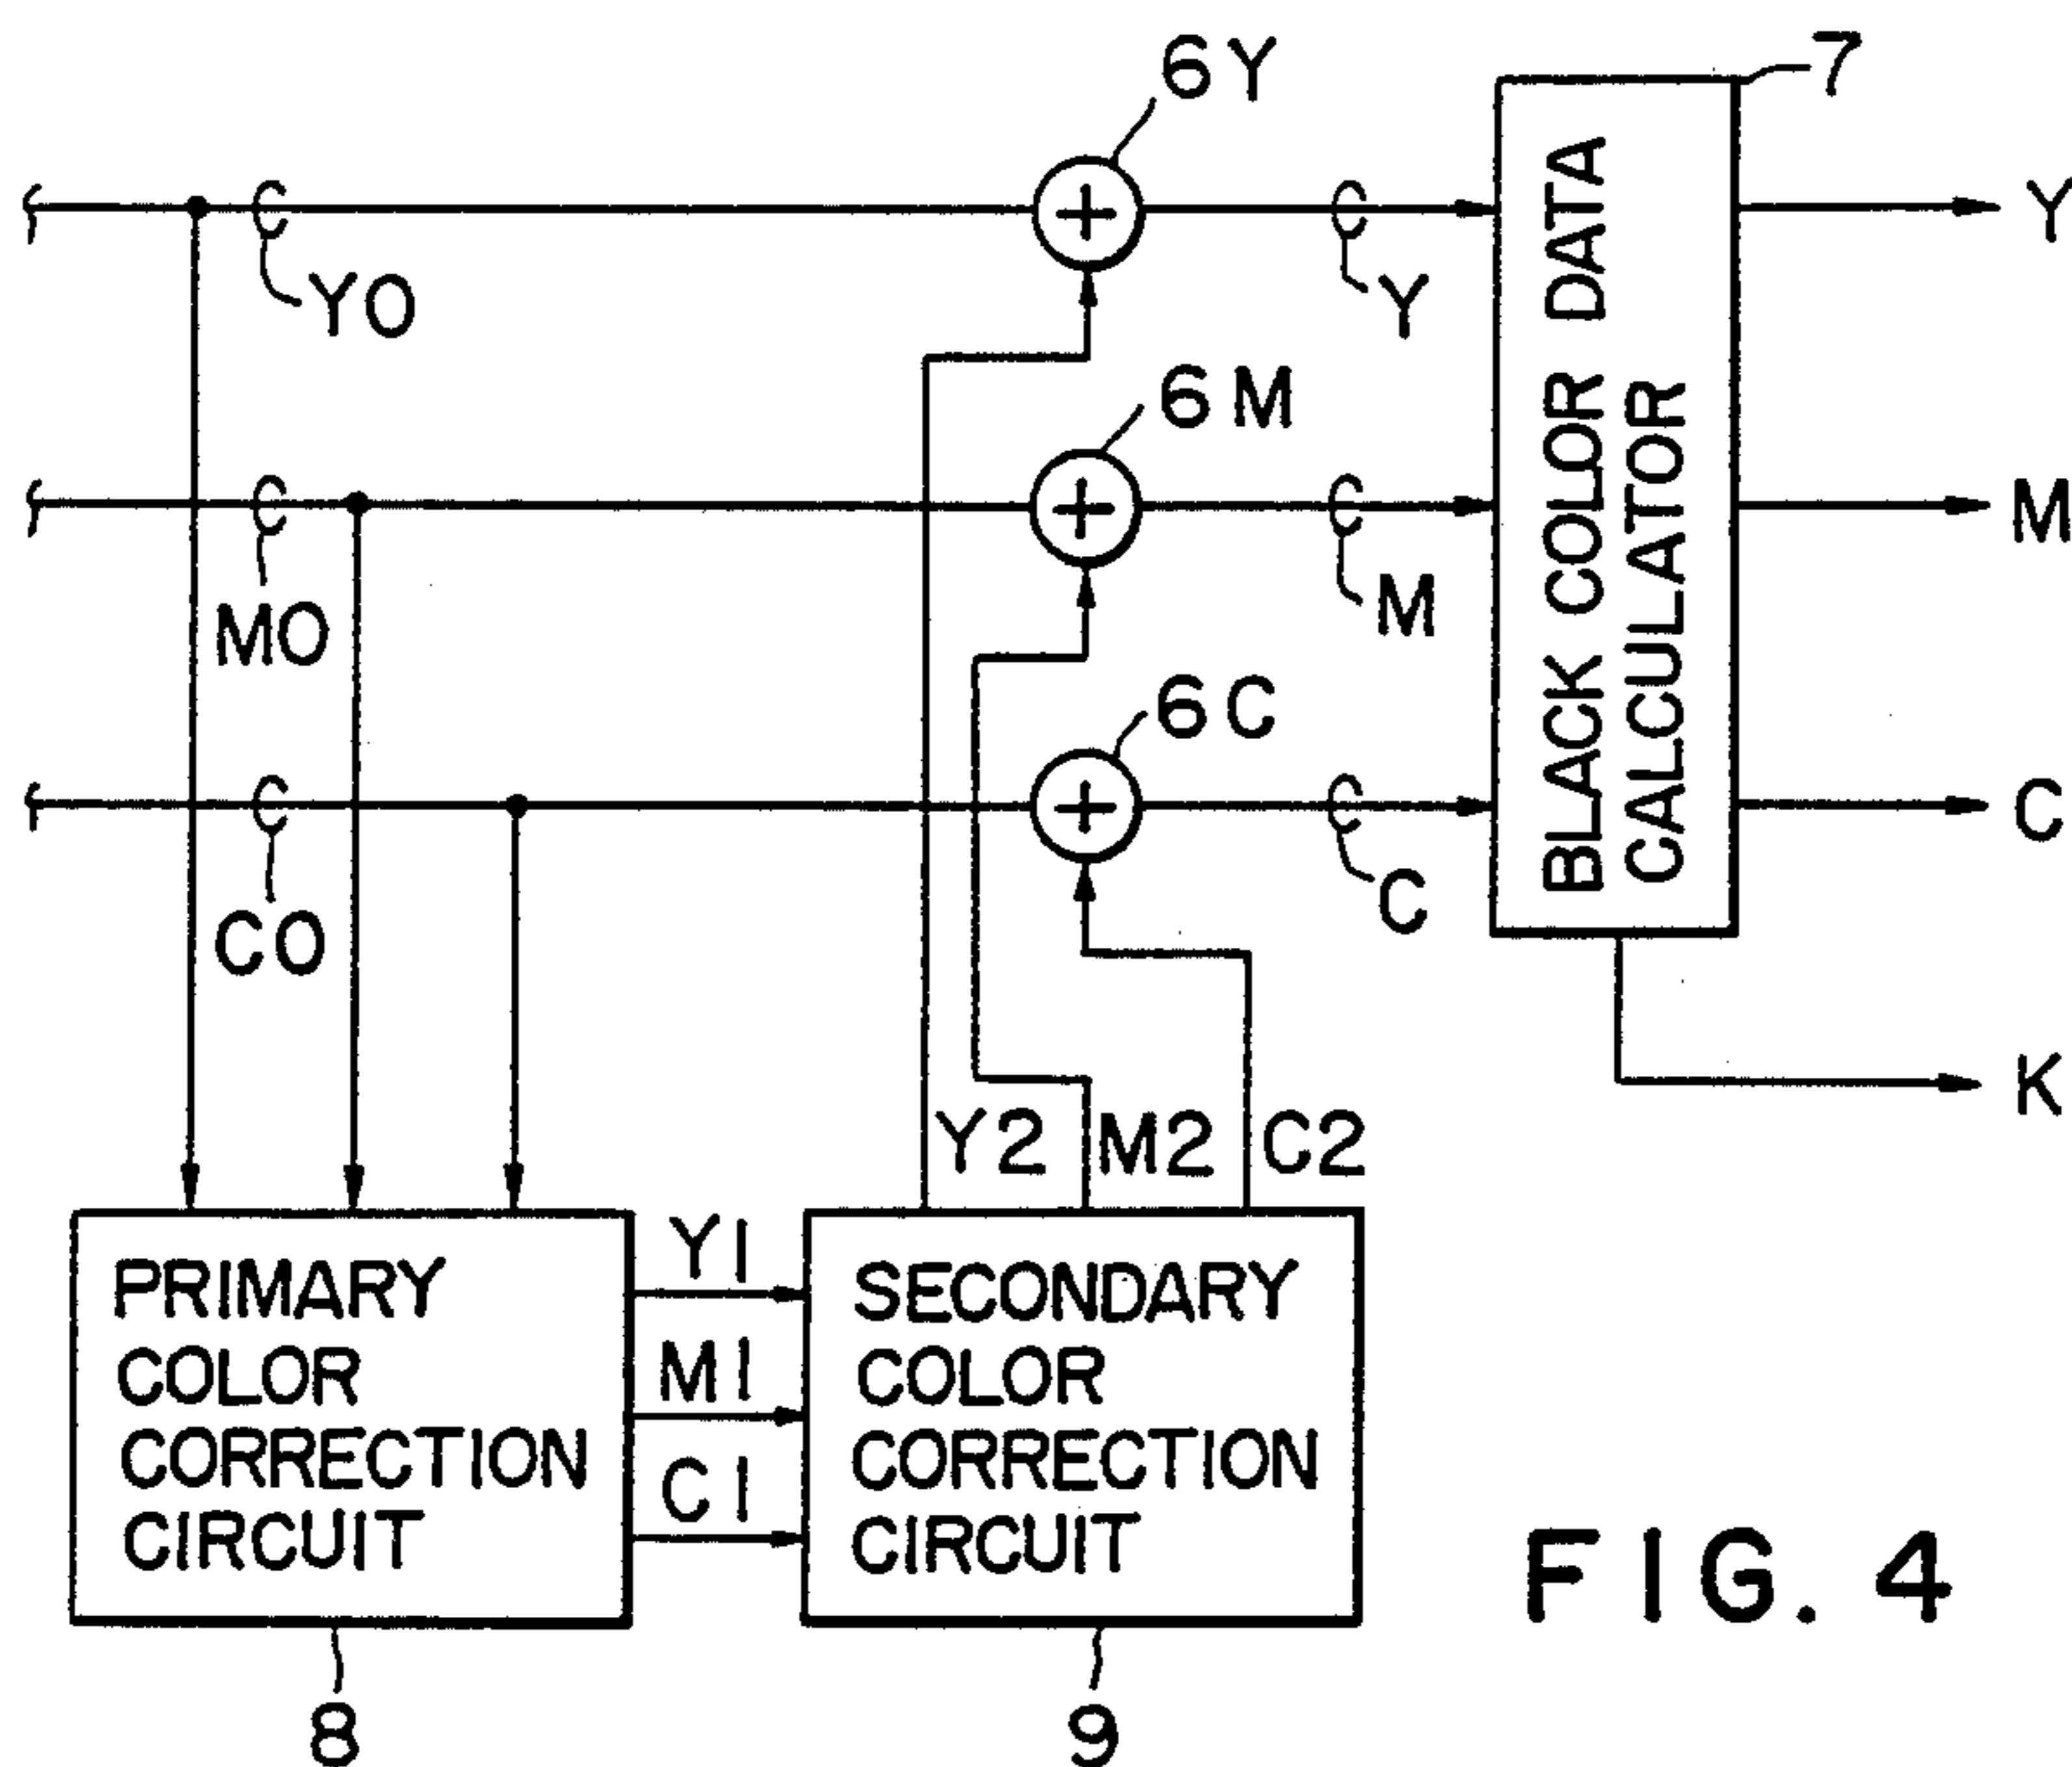 6Y
7
Y
YO
Y
6M
M
MO
M
6C
C
CO
C
BLACK COLOR DATA
CALCULATOR
K
Y2 M2 C2
PRIMARY
COLOR
CORRECTION
CIRCUIT
Y1
M1
C1
SECONDARY
COLOR
CORRECTION
CIRCUIT
FIG. 4
8
9